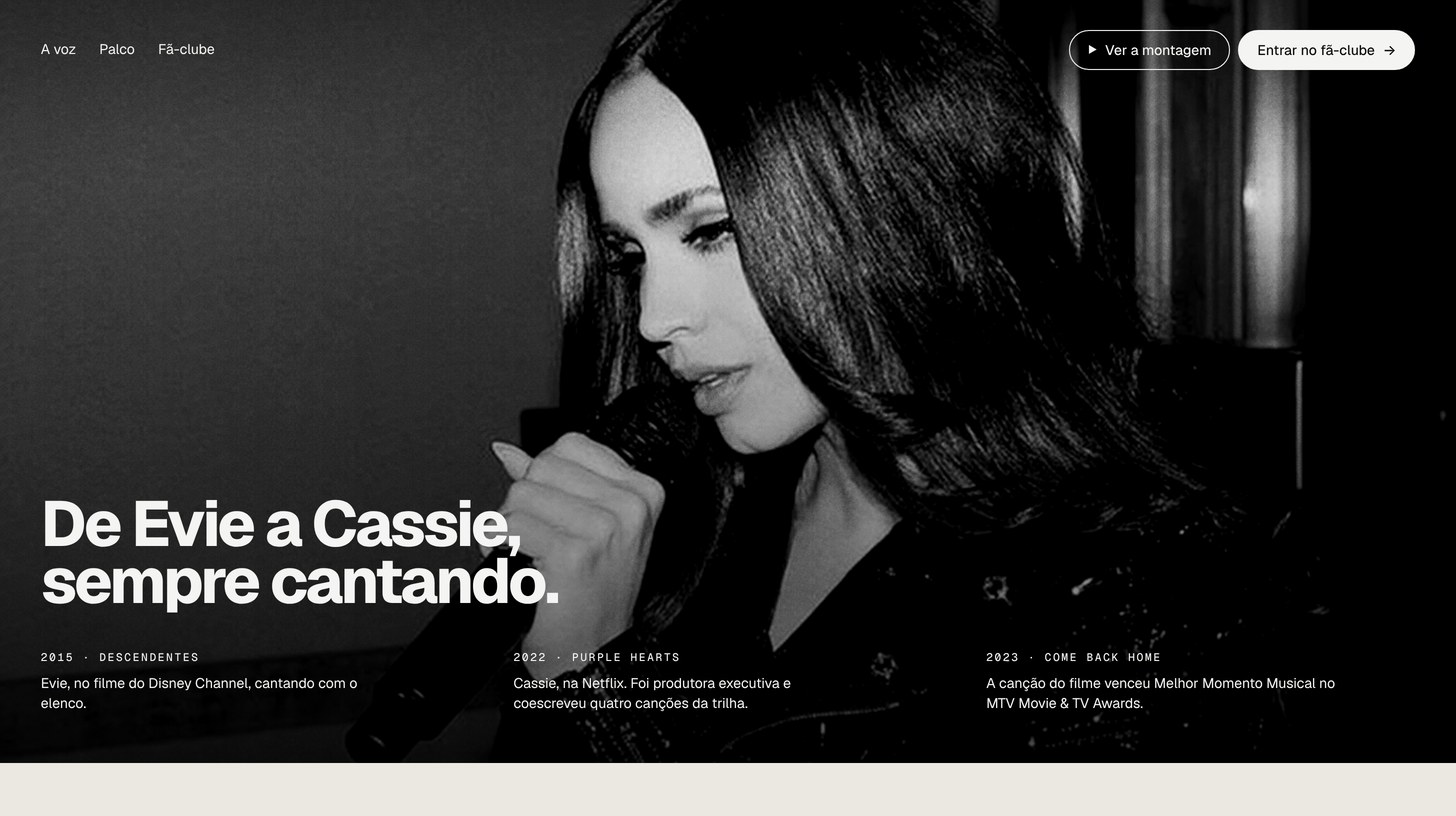 A voz
Palco
Fã-clube
Ver a montagem
Entrar no fã-clube →
De Evie a Cassie,
sempre cantando.
2015 · DESCENDENTES
Evie, no filme do Disney Channel, cantando com o
elenco.
2022 · PURPLE HEARTS
Cassie, na Netflix. Foi produtora executiva e
coescreveu quatro canções da trilha.
2023 · COME BACK HOME
A canção do filme venceu Melhor Momento Musical no
MTV Movie & TV Awards.